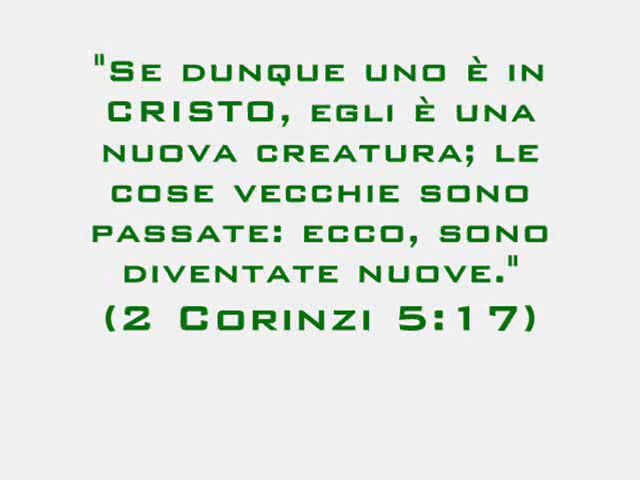 "Se dunque uno è in
CRISTO, egli è una
nuova creatura; le
cose vecchie sono
passate: ecco, sono
diventate nuove."
(2 Corinzi 5:17)